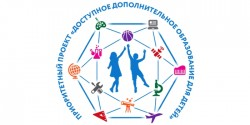 ПРИОРИТЕТНЫЙ ПРОЕКТ «ДОСТУПНОЕ ДОПОЛНИТЕЛЬНОЕ ОБРАЗОВАНИЕ ДЛЯ ДЕТЕЙ»